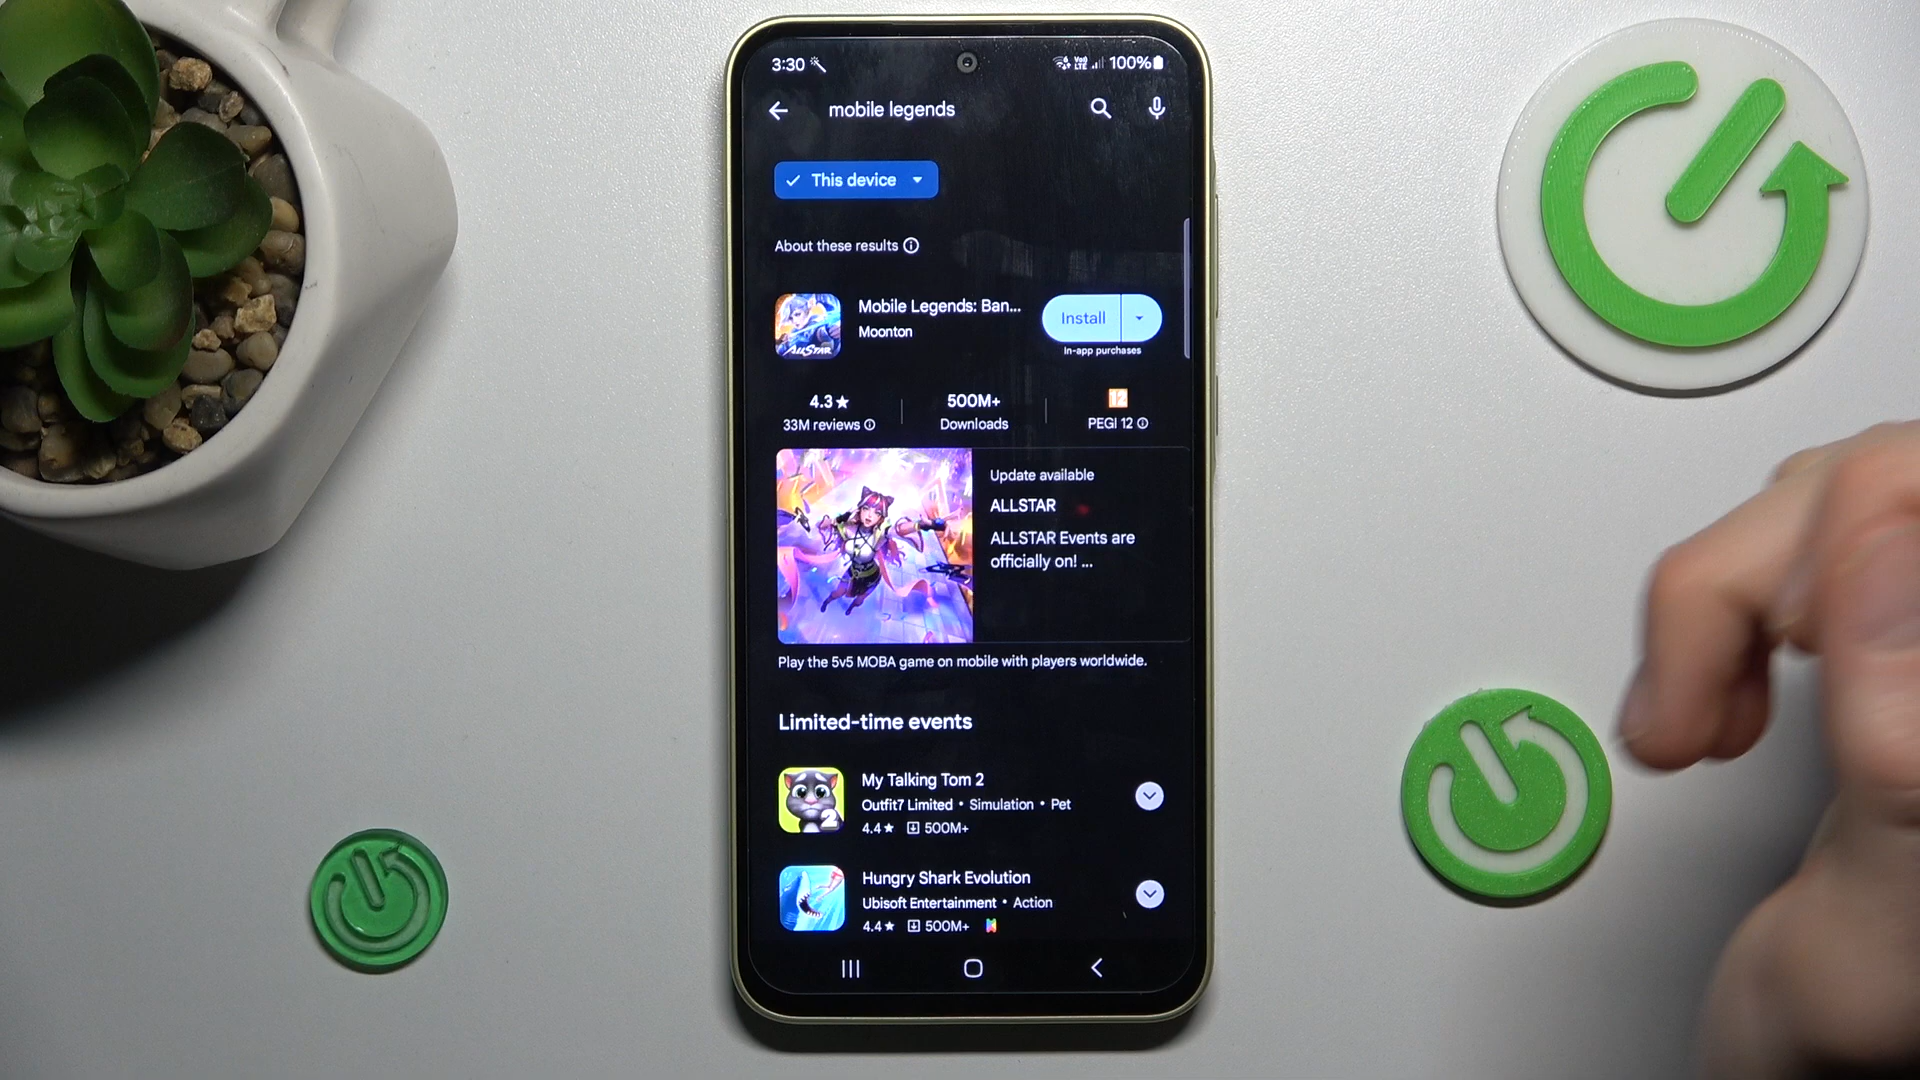 3:30
100%
mobile legends
This device
About these results
Mobile Legends: Ban...
Moonton
Install
In-app purchases
ALLSTAR
4.3★
33M reviews
500M+
Downloads
12
PEGI 12
Update available
ALLSTAR
ALLSTAR Events are
officially on! ...
Play the 5v5 MOBA game on mobile with players worldwide.
Limited-time events
My Talking Tom 2
Outfit7 Limited • Simulation • Pet
4.4★ 500M+
2
Hungry Shark Evolution
Ubisoft Entertainment • Action
4.4★ 500M+